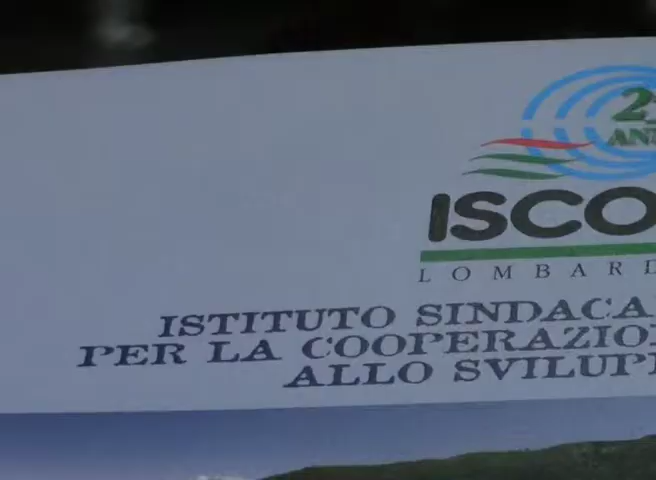 ISCO
LOMBARD
ISTITUTO SINDACA
PER LA COOPERAZIO
ALLO SVILUP